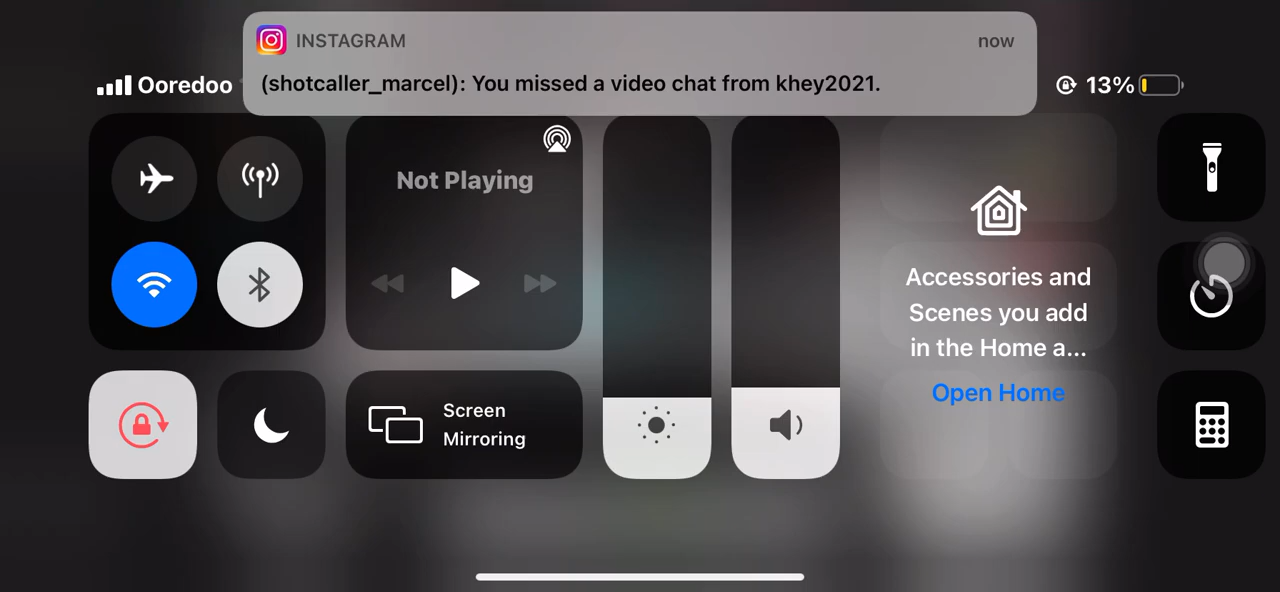 INSTAGRAM
now
(shotcaller_marcel): You missed a video chat from khey2021.
Ooredoo
13%
Not Playing
Screen
Mirroring
Accessories and
Scenes you add
in the Home a...
Open Home